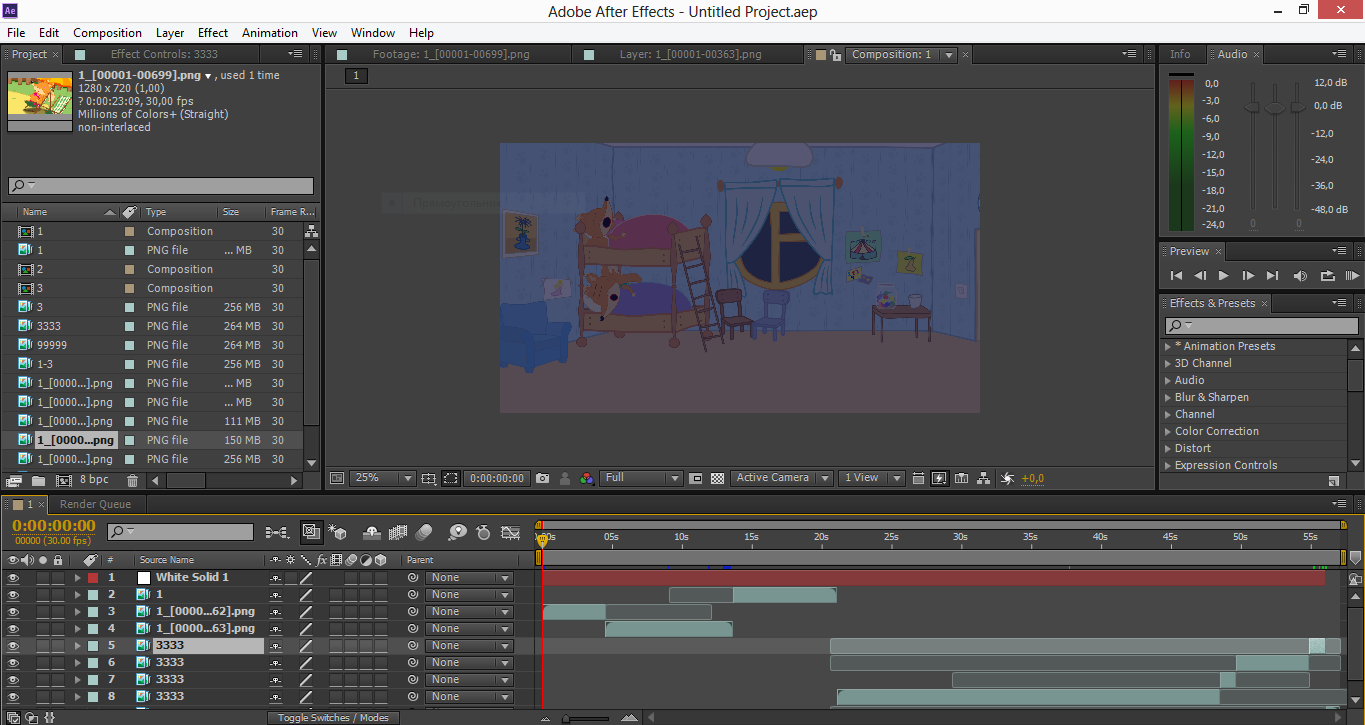 Ae
Adobe After Effects - Untitled Project.aep
File Edit Composition Layer Effect Animation View Window Help
Project × Effect Controls: 3333
Footage: 1_[00001-00699].png Layer: 1_[00001-00363].png Composition: 1 ×
Info Audio ×
1
1_[00001-00699].png ▼ , used 1 time
1280 x 720 (1,00)
? 0:00:23:09, 30,00 fps
Millions of Colors+ (Straight)
non-interlaced
0,0
-3,0
-6,0
-9,0
-12,0
-15,0
-18,0
-21,0
-24,0
12,0 dB
0,0 dB
-12,0
-24,0
-36,0
-48,0 dB
0 0
Name Type Size Frame R...
1 Composition 30
1 PNG file ... MB 30
2 Composition 30
3 Composition 30
3 PNG file 256 MB 30
3333 PNG file 264 MB 30
99999 PNG file 264 MB 30
1-3 PNG file 256 MB 30
1_[0000...].png PNG file ... MB 30
1_[0000...].png PNG file ... MB 30
1_[0000...].png PNG file 111 MB 30
1_[0000...png PNG file 150 MB 30
1_[0000...].png PNG file 256 MB 30
8 bpc
Preview ×
Effects & Presets ×
* Animation Presets
3D Channel
Audio
Blur & Sharpen
Channel
Color Correction
Distort
Expression Controls
25% 0:00:00:00 Full Active Camera 1 View +0,0
1 × Render Queue
0:00:00:00
00000 (30.00 fps)
05s 10s 15s 20s 25s 30s 35s 40s 45s 50s 55s
# Source Name fx Parent
1 White Solid 1 None
2 1 None
3 1_[0000...62].png None
4 1_[0000...63].png None
5 3333 None
6 3333 None
7 3333 None
8 3333 None
Toggle Switches / Modes